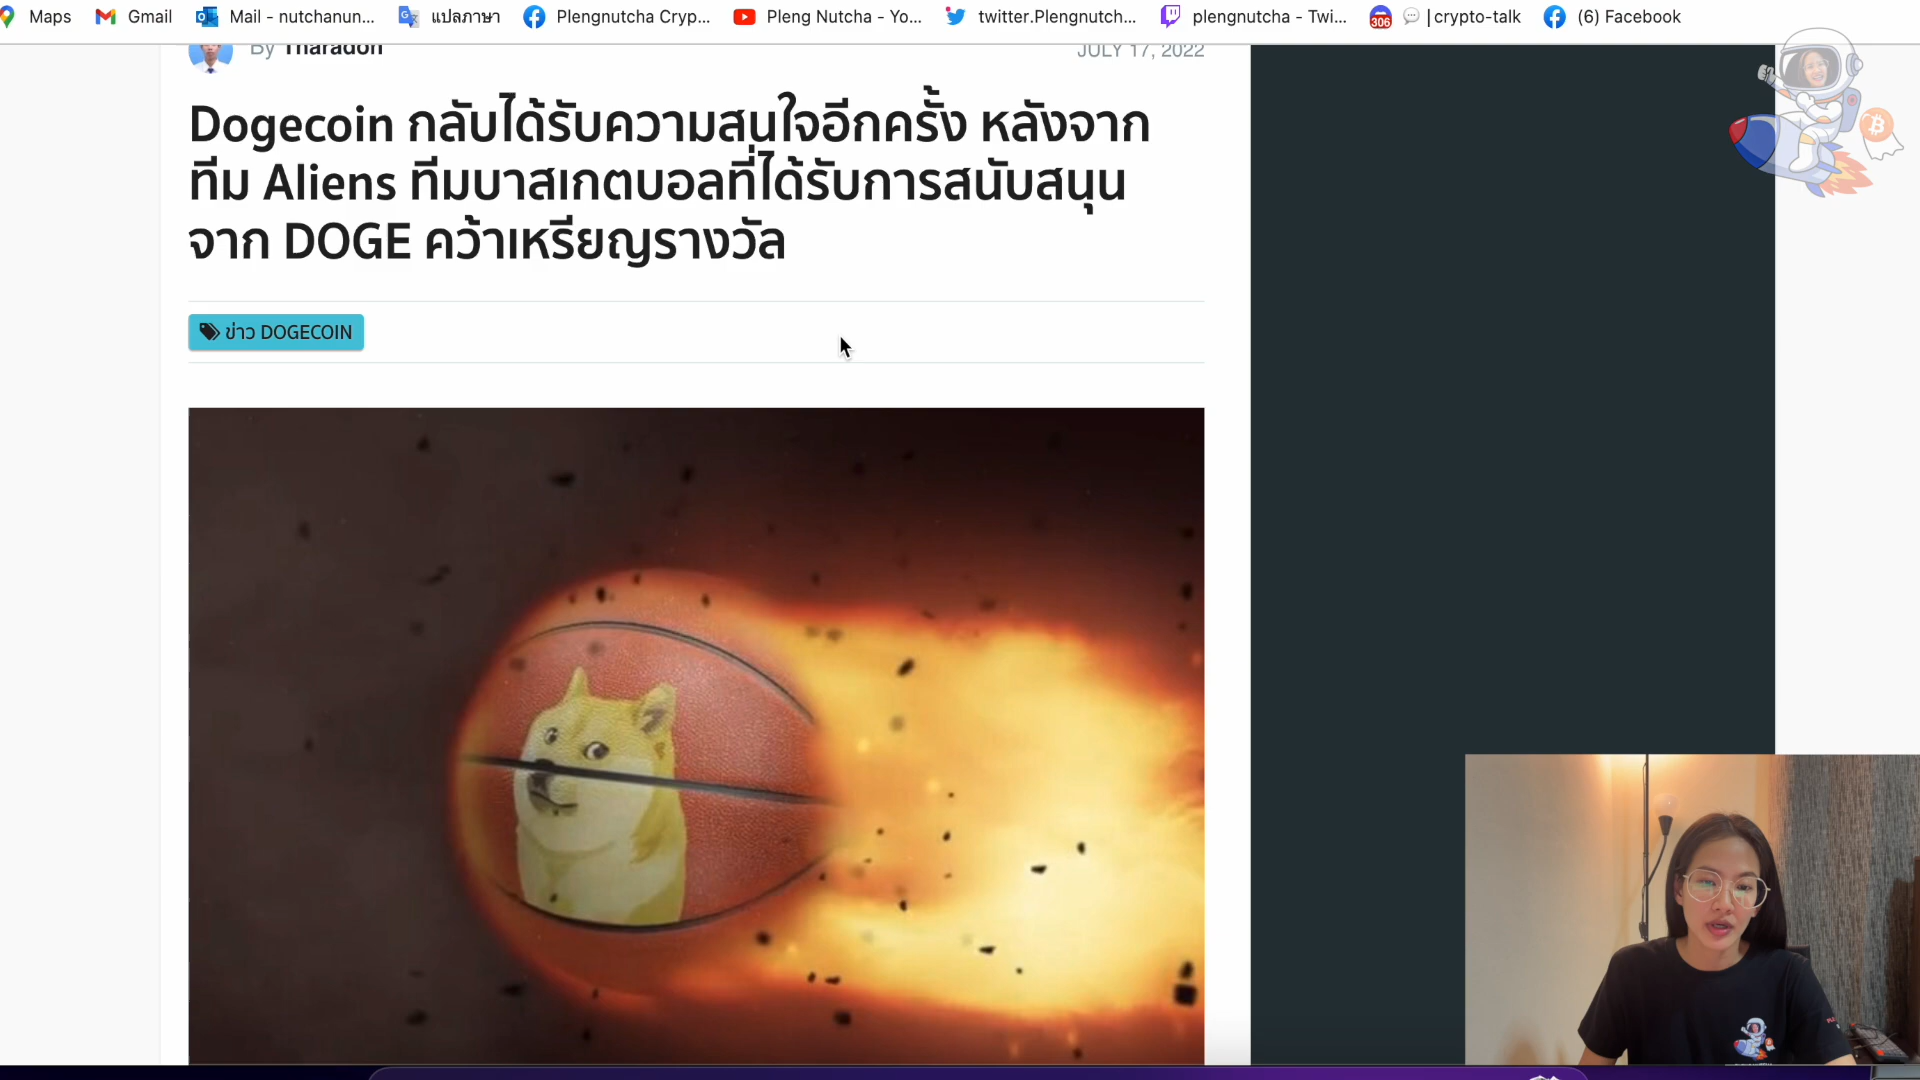 Maps Gmail Mail - nutchanun... แปลภาษา Plengnutcha Cryp... Pleng Nutcha - Yo... twitter.Plengnutch... plengnutcha - Twi... 306 | crypto-talk (6) Facebook
By Tharadon JULY 17, 2022
Dogecoin กลับได้รับความสนใจอีกครั้ง หลังจาก
ทีม Aliens ทีมบาสเกตบอลที่ได้รับการสนับสนุน
จาก DOGE คว้าเหรียญรางวัล
ข่าว DOGECOIN